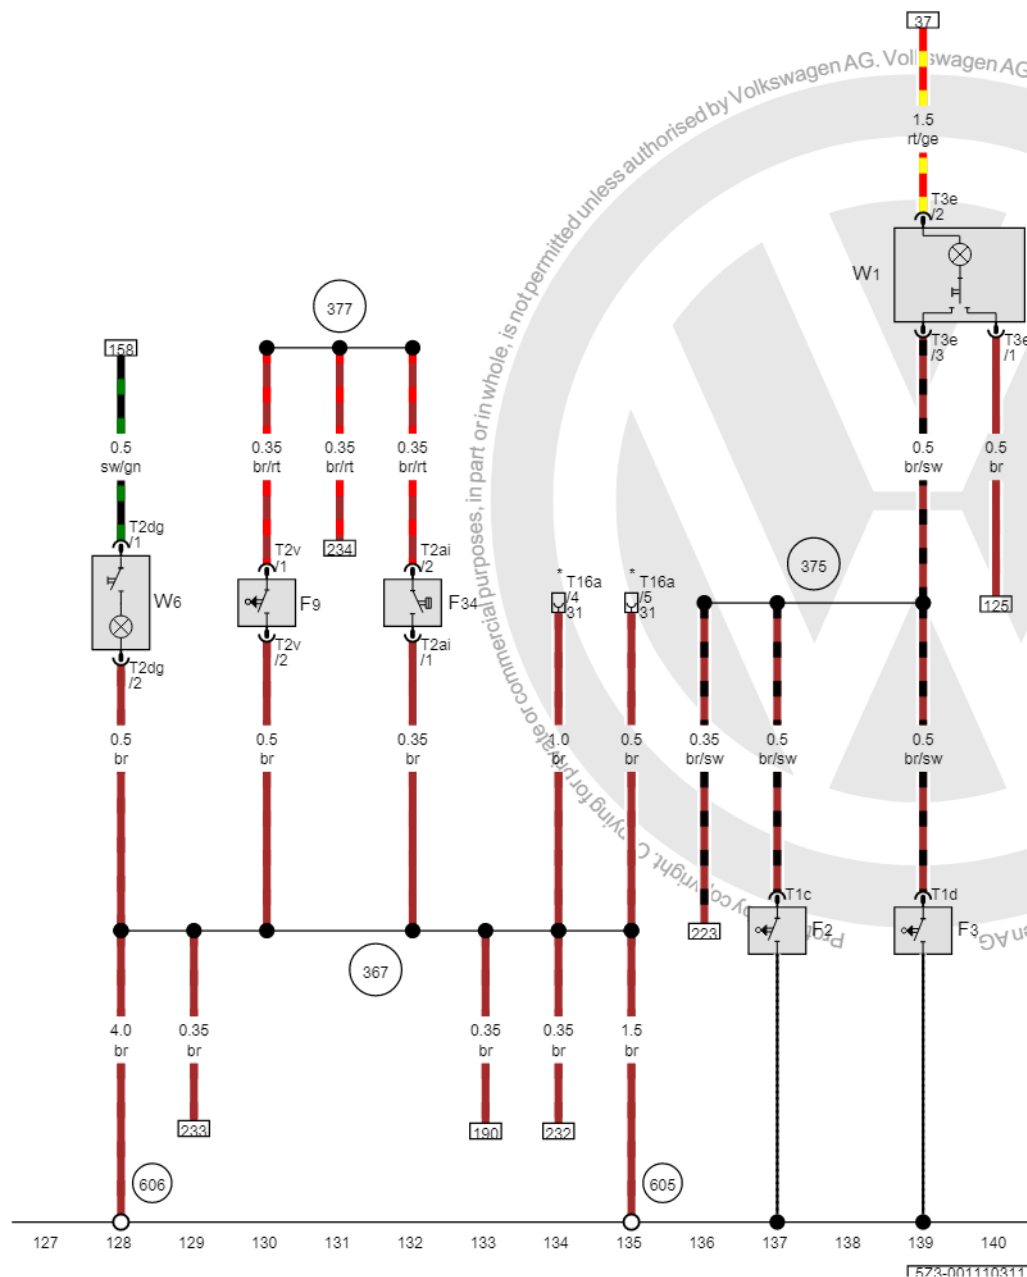 37
Volkswagen AG. Volkswagen AG
by Volkswagen AG
unless authorised
is not permitted
in part or in whole,
commercial purposes,
Copying for private or
by copyright.
1.5
rt/ge
T3e
/2
W1
T3e
/3
T3e
/1
377
158
0.5
sw/gn
0.35
br/rt
0.35
br/rt
0.35
br/rt
0.5
br/sw
0.5
br
T2dg
/1
T2v
/1
234
T2ai
/2
375
W6
F9
F34
*
T16a
/4
31
*
T16a
/5
31
125
T2dg
/2
T2v
/2
T2ai
/1
0.5
br
0.5
br
0.35
br
1.0
br
0.5
br
0.35
br/sw
0.5
br/sw
0.5
br/sw
T1c
T1d
223
F2
F3
367
4.0
br
0.35
br
0.35
br
0.35
br
1.5
br
233
190
232
606
605
127 128 129 130 131 132 133 134 135 136 137 138 139 140
573-001110311